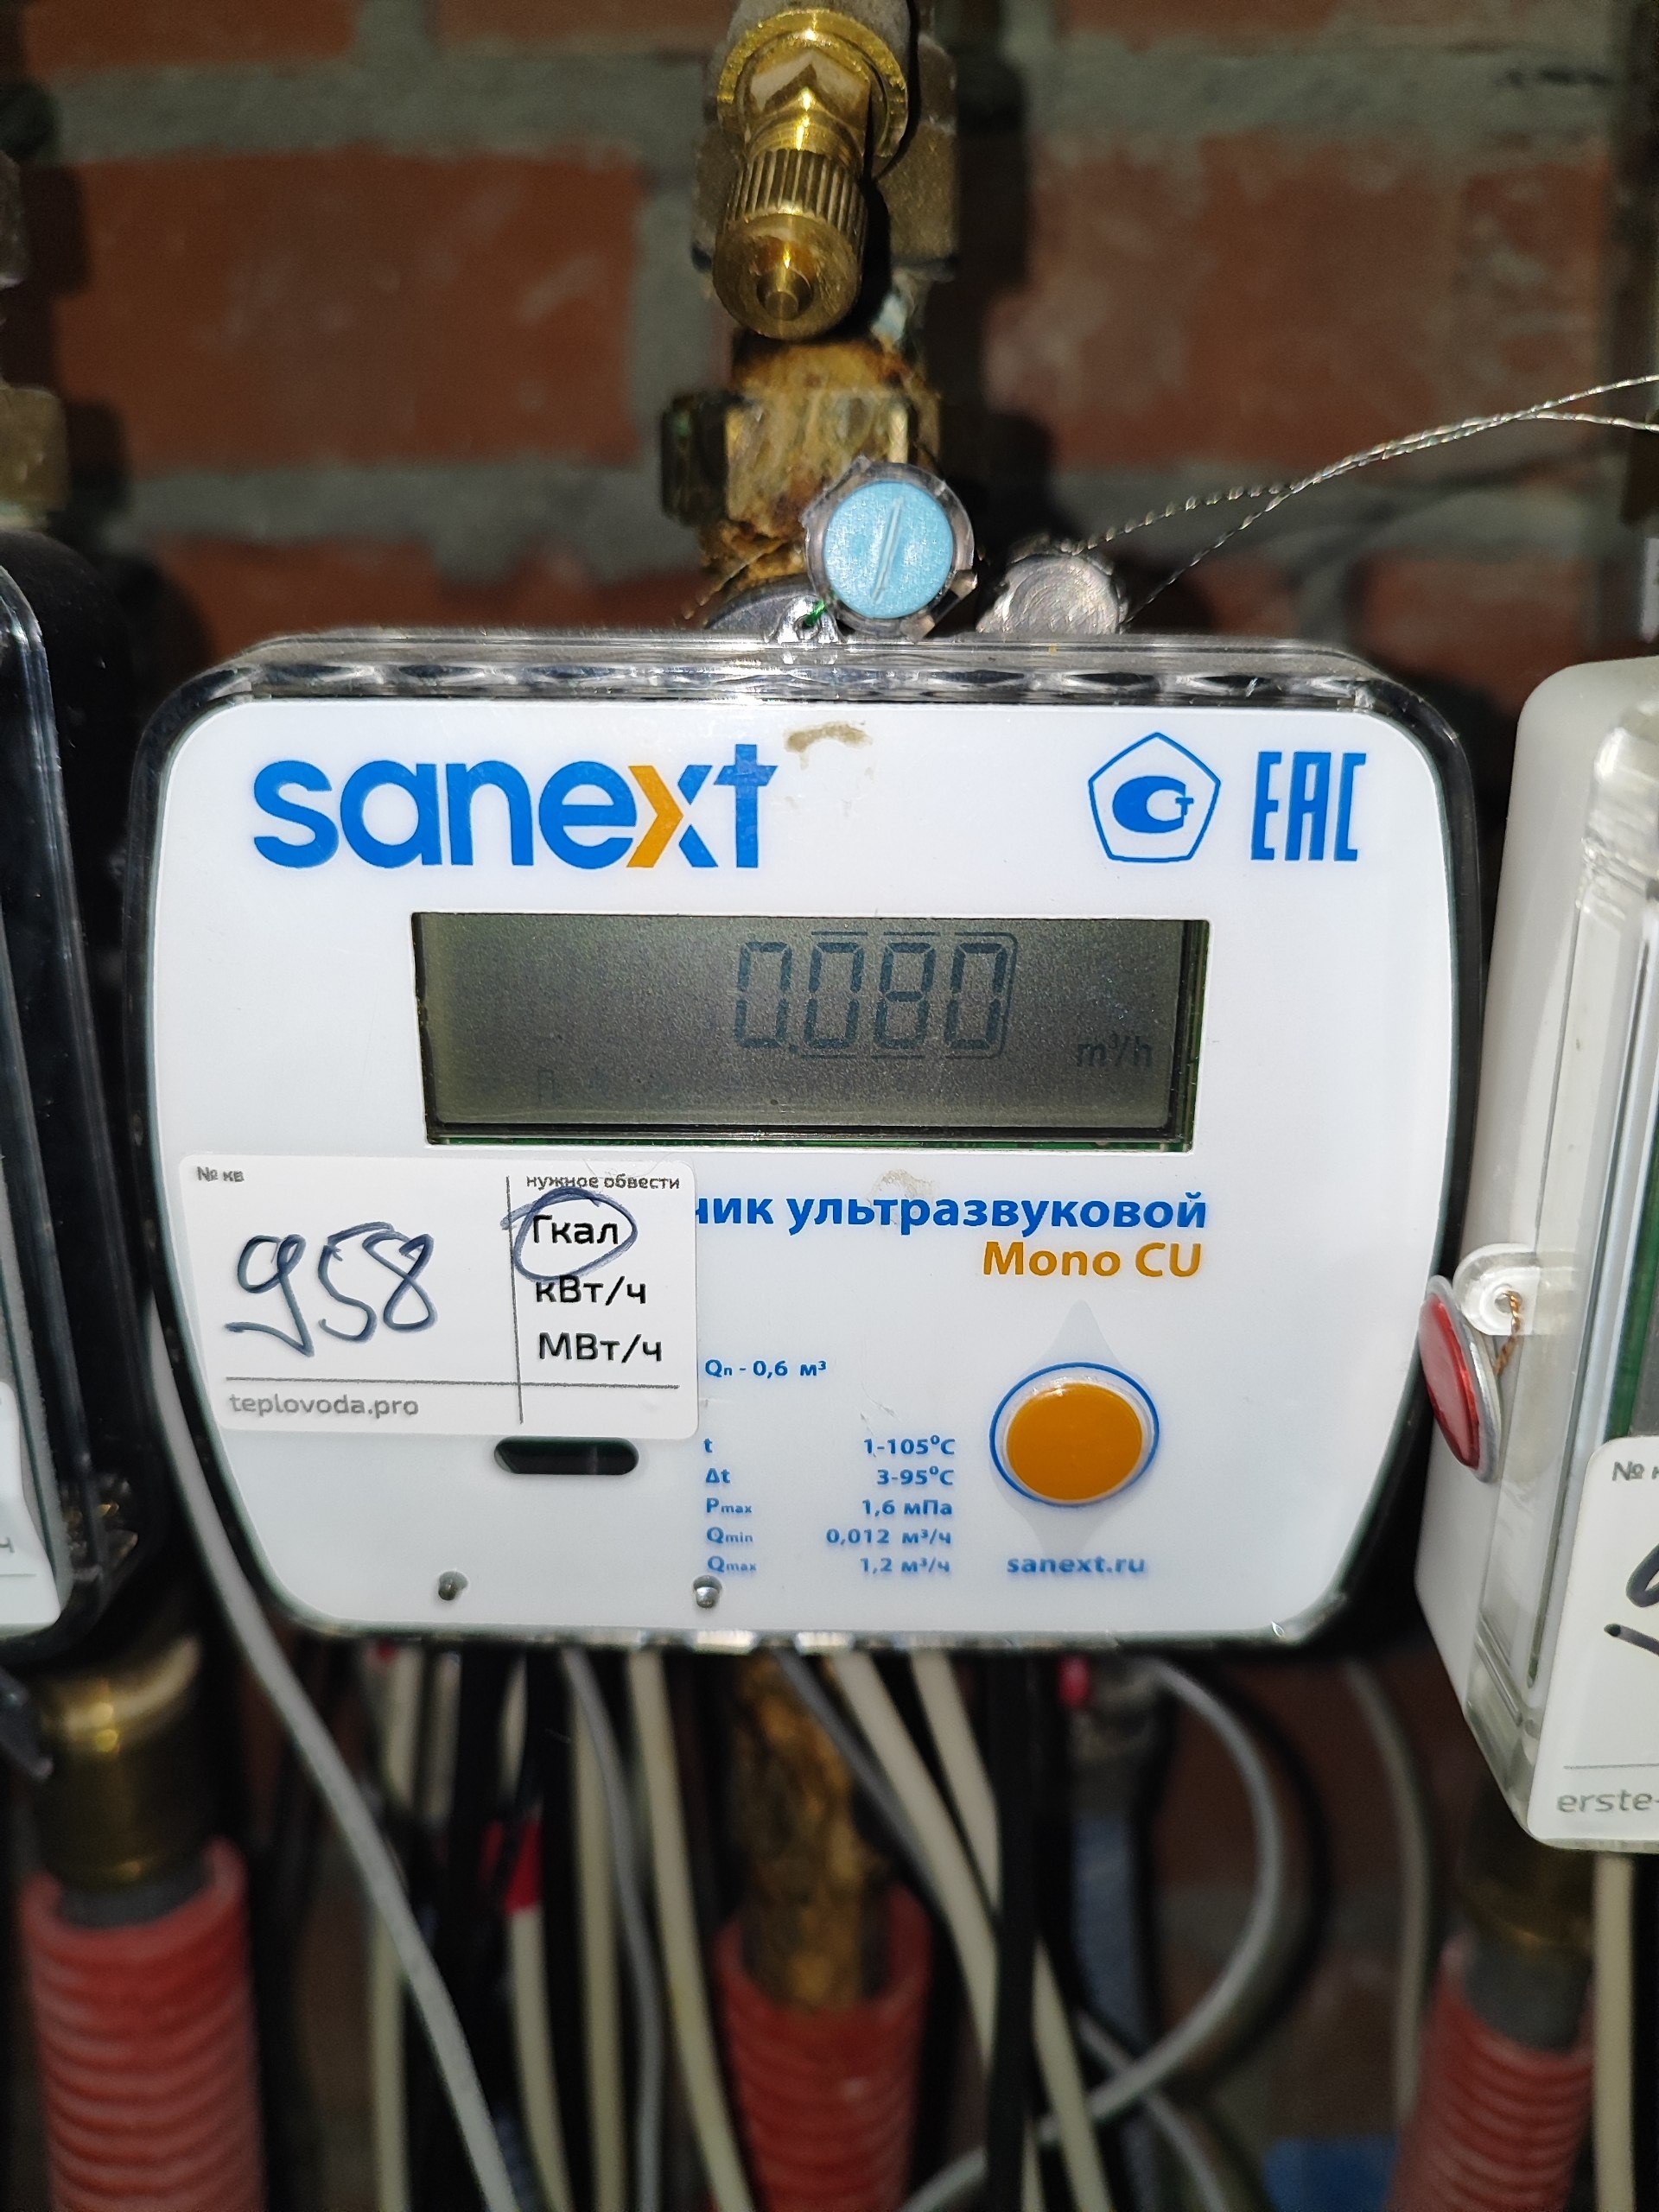 sanext
EAC
0.080
m³/h
№ кв
нужное обвести
958
Гкал
кВт/ч
МВт/ч
teplovoda.pro
чик ультразвуковой
Mono CU
Qn - 0,6 м³
t 1-105°C
Δt 3-95°C
Pmax 1,6 мПа
Qmin 0,012 м³/ч
Qmax 1,2 м³/ч
sanext.ru
№
erste-